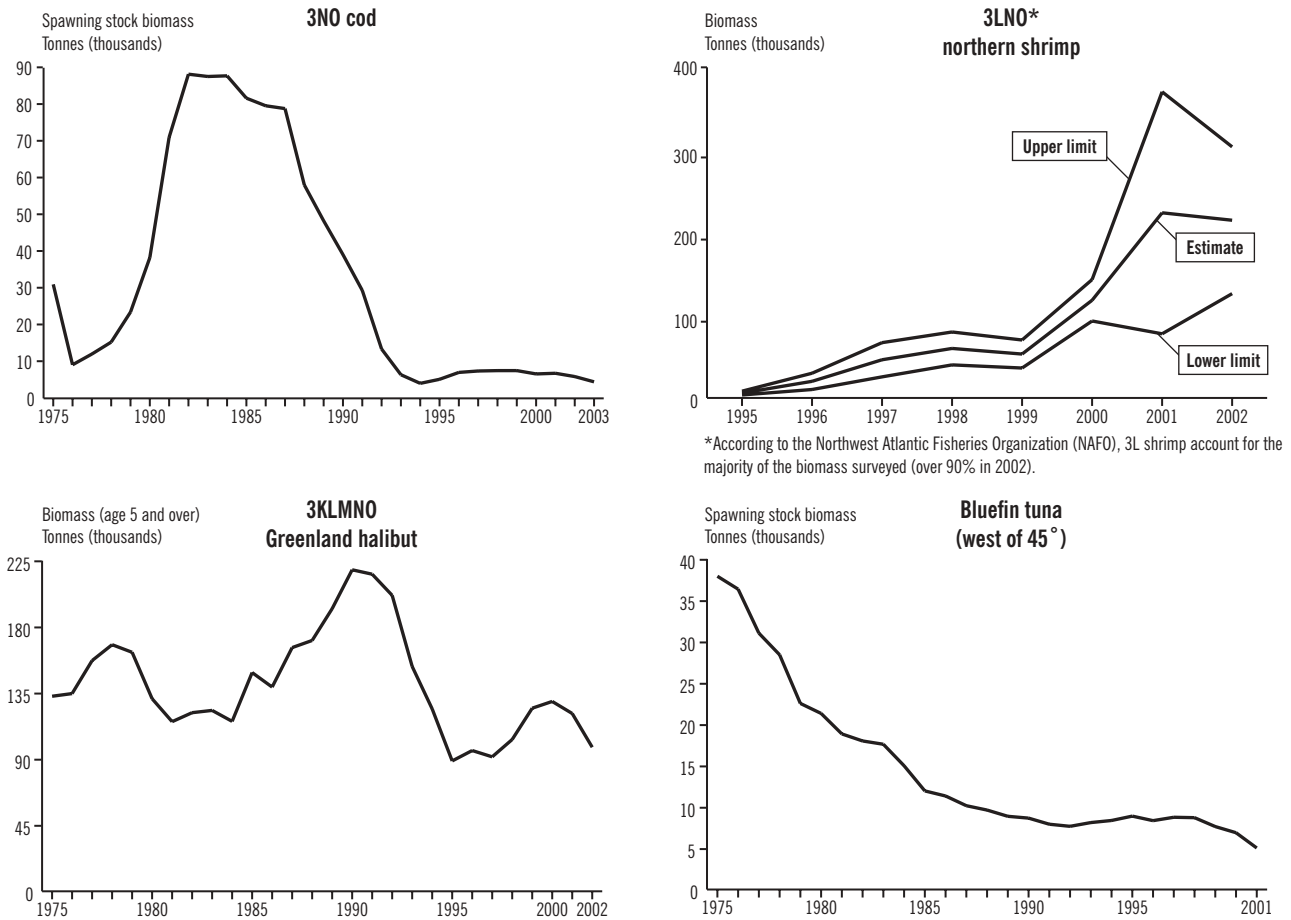 3NO cod
Spawning stock biomass
Tonnes (thousands)
90
80
70
60
50
40
30
20
10
0
1975
1980
1985
1990
1995
2000
2003
3LNO*
northern shrimp
Biomass
Tonnes (thousands)
400
300
200
100
0
Upper limit
Estimate
Lower limit
1995
1996
1997
1998
1999
2000
2001
2002
*According to the Northwest Atlantic Fisheries Organization (NAFO), 3L shrimp account for the
majority of the biomass surveyed (over 90% in 2002).
3KLMNO
Greenland halibut
Biomass (age 5 and over)
Tonnes (thousands)
225
180
135
90
45
0
1975
1980
1985
1990
1995
2000
2002
Bluefin tuna
(west of 45˚)
Spawning stock biomass
Tonnes (thousands)
40
35
30
25
20
15
10
5
0
1975
1980
1985
1990
1995
2001